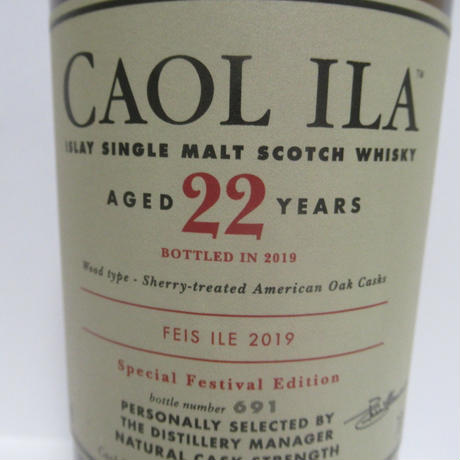 CAOL ILA™
ISLAY SINGLE MALT SCOTCH WHISKY
AGED 22 YEARS
BOTTLED IN 2019
Wood type - Sherry-treated American Oak Casks
FEIS ILE 2019
Special Festival Edition
bottle number 691
PERSONALLY SELECTED BY
THE DISTILLERY MANAGER
NATURAL CASK STRENGTH